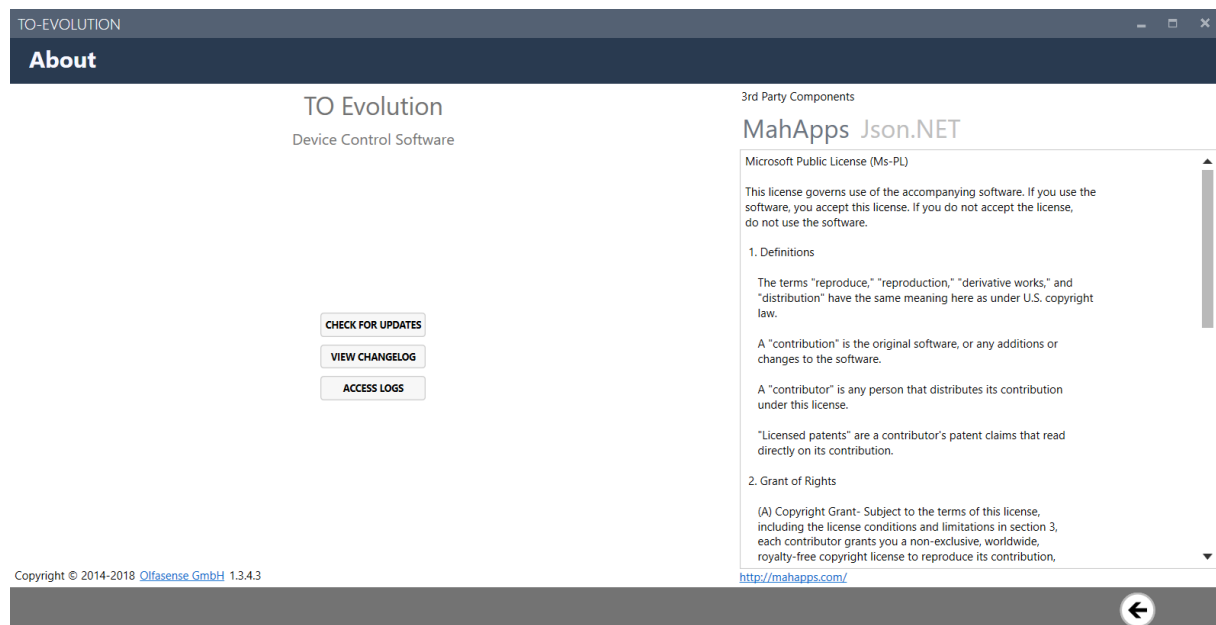 TO-EVOLUTION
About
TO Evolution
Device Control Software
CHECK FOR UPDATES
VIEW CHANGELOG
ACCESS LOGS
Copyright © 2014-2018 Olfasense GmbH 1.3.4.3
3rd Party Components
MahApps Json.NET
Microsoft Public License (Ms-PL)
This license governs use of the accompanying software. If you use the
software, you accept this license. If you do not accept the license,
do not use the software.
1. Definitions
The terms "reproduce," "reproduction," "derivative works," and
"distribution" have the same meaning here as under U.S. copyright
law.
A "contribution" is the original software, or any additions or
changes to the software.
A "contributor" is any person that distributes its contribution
under this license.
"Licensed patents" are a contributor's patent claims that read
directly on its contribution.
2. Grant of Rights
(A) Copyright Grant- Subject to the terms of this license,
including the license conditions and limitations in section 3,
each contributor grants you a non-exclusive, worldwide,
royalty-free copyright license to reproduce its contribution,
http://mahapps.com/